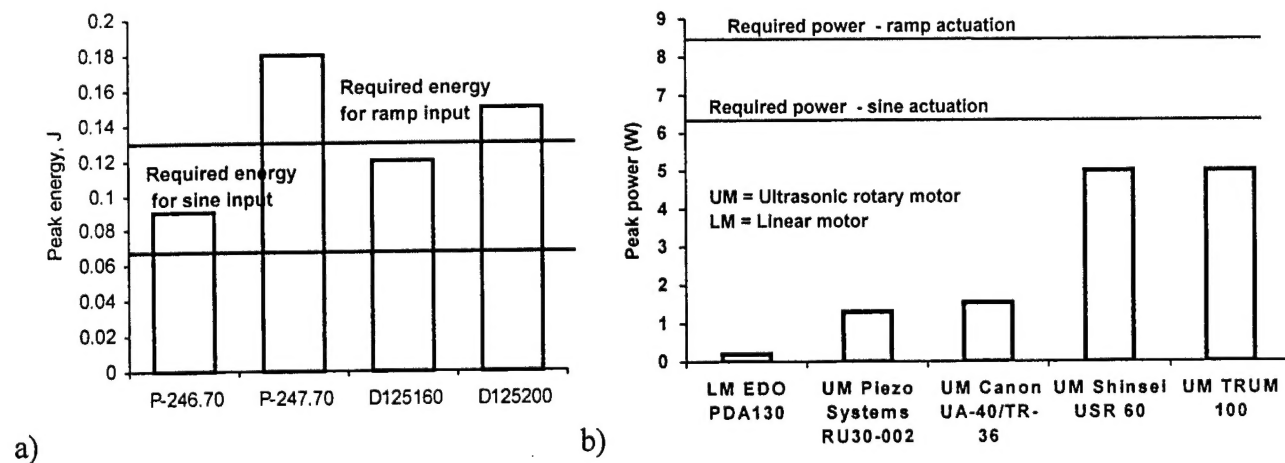 0.2
0.18
0.16
0.14
0.12
0.1
0.08
0.06
0.04
0.02
0
Peak energy, J
Required energy
for ramp input
Required energy
for sine input
P-246.70
P-247.70
D125160
D125200
a)
9
8
7
6
5
4
3
2
1
0
Peak power (W)
Required power - ramp actuation
Required power - sine actuation
UM = Ultrasonic rotary motor
LM = Linear motor
LM EDO
PDA130
UM Piezo
Systems
RU30-002
UM Canon
UA-40/TR-
36
UM Shinsei
USR 60
UM TRUM
100
b)